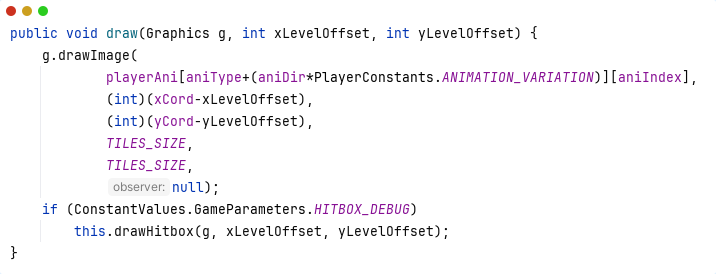 public void draw(Graphics g, int xLevelOffset, int yLevelOffset) {
    g.drawImage(
            playerAni[aniType+(aniDir*PlayerConstants.ANIMATION_VARIATION)][aniIndex],
            (int)(xCord-xLevelOffset),
            (int)(yCord-yLevelOffset),
            TILES_SIZE,
            TILES_SIZE,
            observer: null);
    if (ConstantValues.GameParameters.HITBOX_DEBUG)
        this.drawHitbox(g, xLevelOffset, yLevelOffset);
}